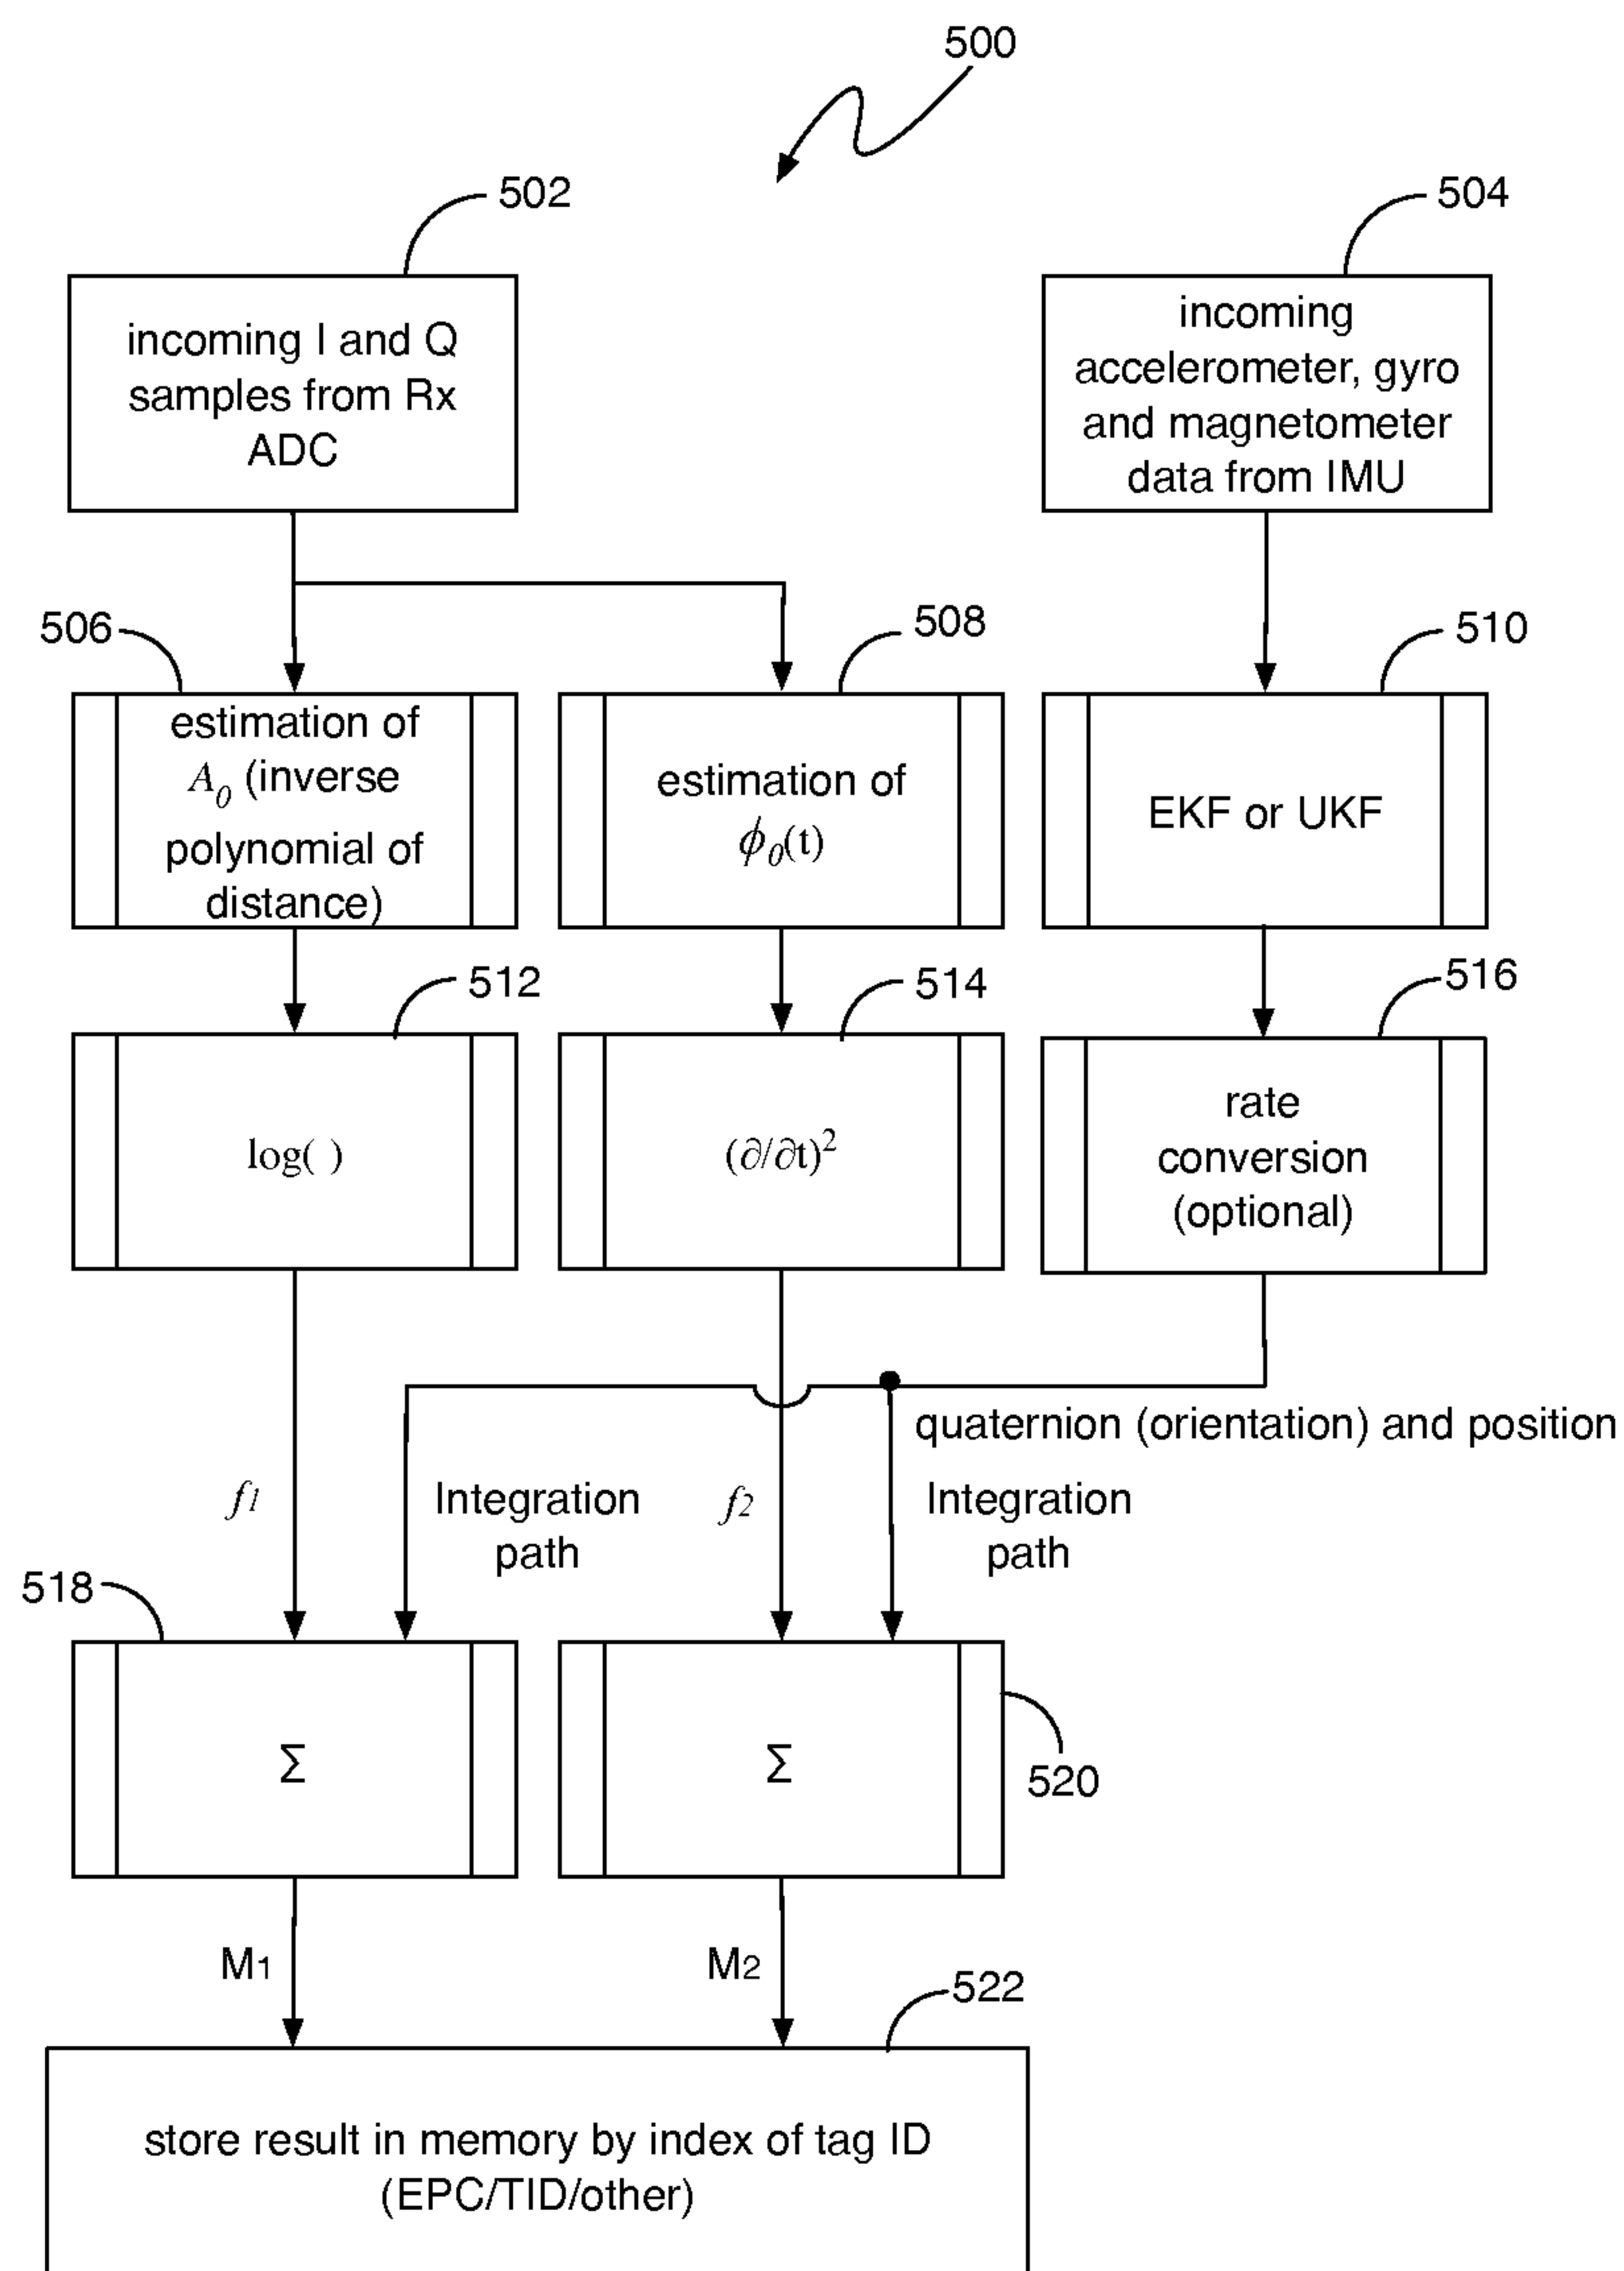 500
502
504
incoming I and Q
samples from Rx
ADC
incoming
accelerometer, gyro
and magnetometer
data from IMU
506
508
510
estimation of
A0 (inverse
polynomial of
distance)
estimation of
ϕ0(t)
EKF or UKF
512
514
516
log( )
(∂/∂t)²
rate
conversion
(optional)
quaternion (orientation) and position
f1
Integration
path
f2
Integration
path
518
Σ
Σ
520
M1
M2
522
store result in memory by index of tag ID
(EPC/TID/other)